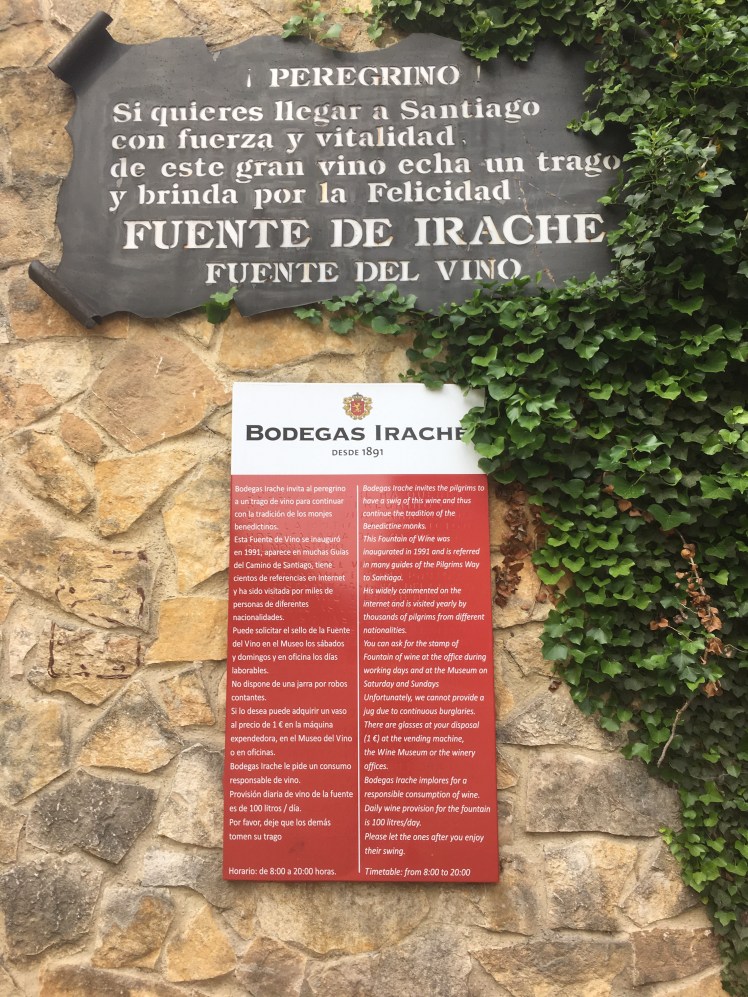 ¡ PEREGRINO !
Si quieres llegar a Santiago
con fuerza y vitalidad
de este gran vino echa un trago
y brinda por la Felicidad
FUENTE DE IRACHE
FUENTE DEL VINO
BODEGAS IRACHE
DESDE 1891
Bodegas Irache invita al peregrino
a un trago de vino para continuar
con la tradición de los monjes
benedictinos.
Esta Fuente de Vino se inauguró
en 1991, aparece en muchas Guías
del Camino de Santiago, tiene
cientos de referencias en Internet
y ha sido visitada por miles de
personas de diferentes
nacionalidades.
Puede solicitar el sello de la Fuente
del Vino en el Museo los sábados
y domingos y en oficina los días
laborables.
No dispone de una jarra por robos
contantes.
Si lo desea puede adquirir un vaso
al precio de 1 € en la máquina
expendedora, en el Museo del Vino
o en oficinas.
Bodegas Irache le pide un consumo
responsable de vino.
Provisión diaria de vino de la fuente
es de 100 litros / día.
Por favor, deje que los demás
tomen su trago
Horario: de 8:00 a 20:00 horas.
Bodegas Irache invites the pilgrims to
have a swig of this wine and thus
continue the tradition of the
Benedictine monks.
This Fountain of Wine was
inaugurated in 1991 and is referred
in many guides of the Pilgrims Way
to Santiago.
His widely commented on the
internet and is visited yearly by
thousands of pilgrims from different
nationalities.
You can ask for the stamp of
Fountain of wine at the office during
working days and at the Museum on
Saturday and Sundays
Unfortunately, we cannot provide a
jug due to continuous burglaries.
There are glasses at your disposal
(1 €) at the vending machine,
the Wine Museum or the winery
offices.
Bodegas Irache implores for a
responsible consumption of wine.
Daily wine provision for the fountain
is 100 litres/day.
Please let the ones after you enjoy
their swing.
Timetable: from 8:00 to 20:00